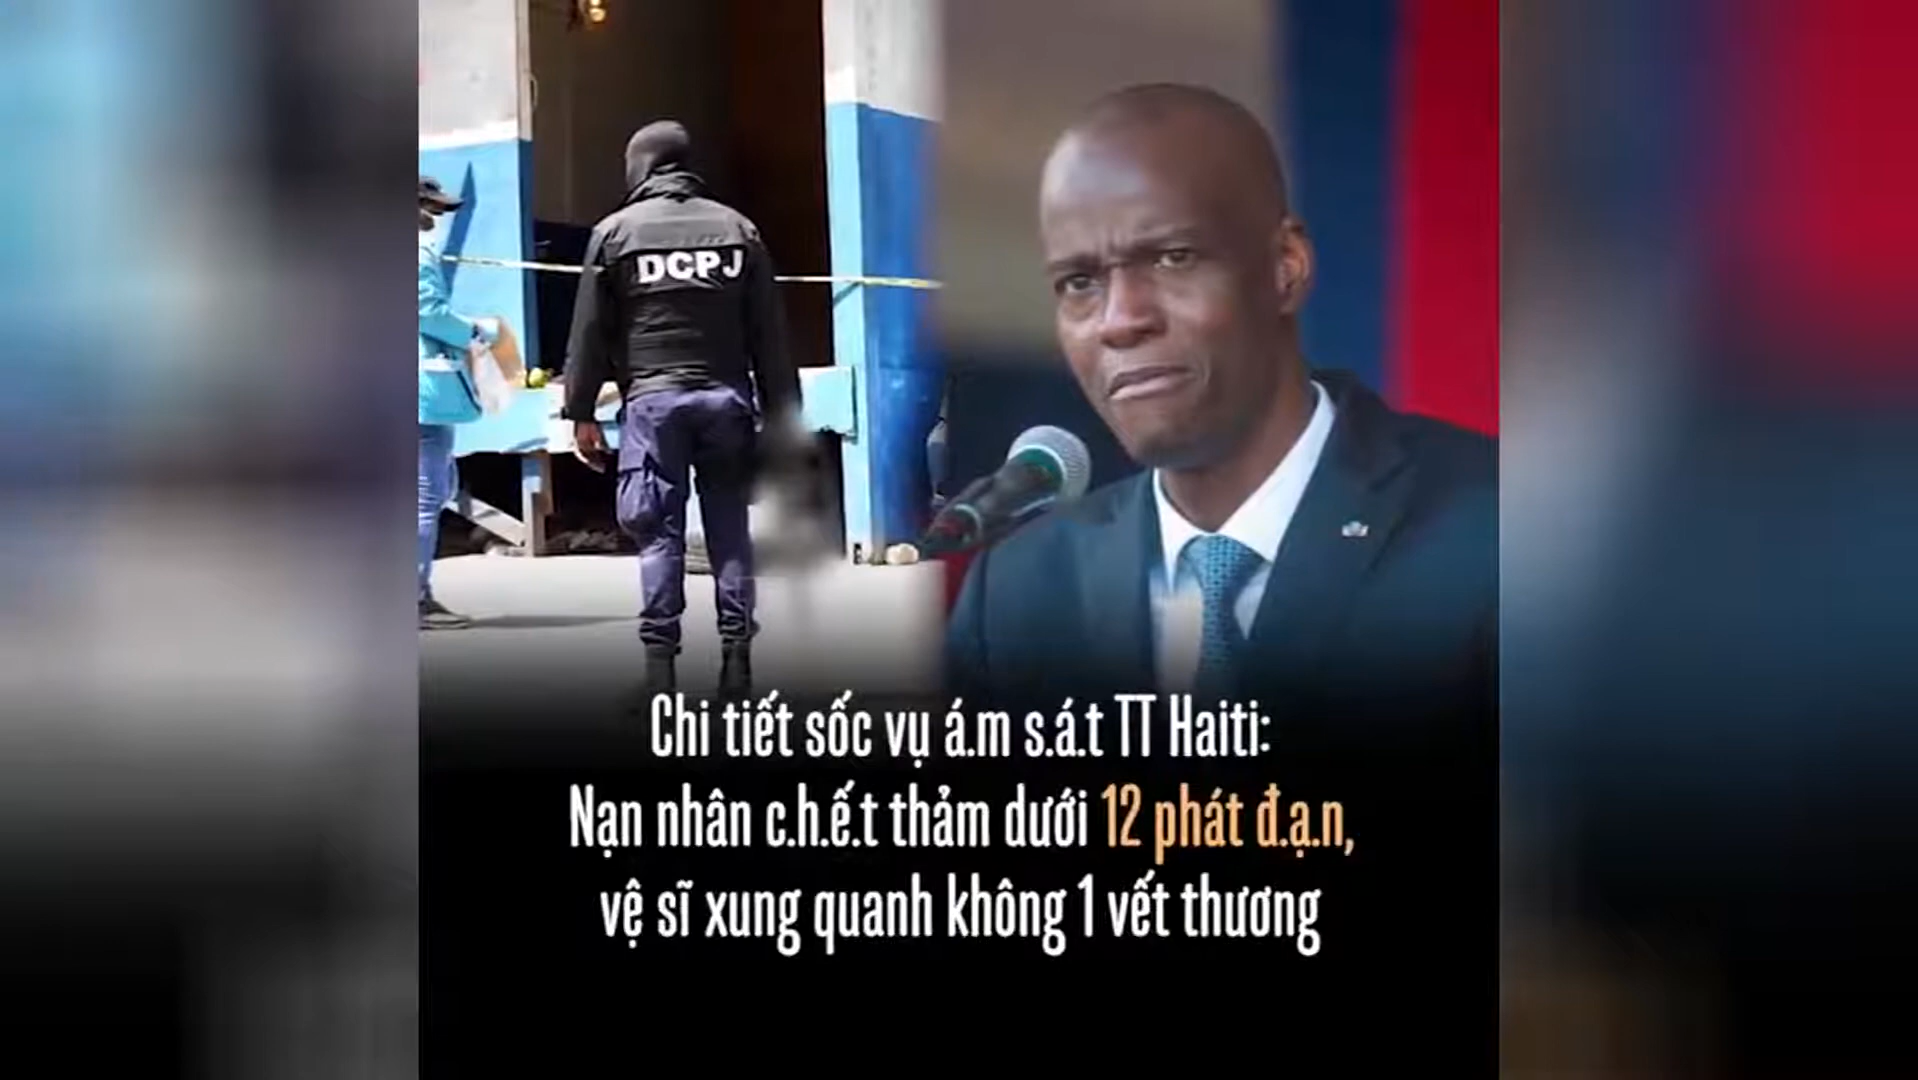 DCPJ
Chi tiết sốc vụ á.m s.á.t TT Haiti:
Nạn nhân c.h.ế.t thảm dưới 12 phát đ.ạ.n,
vệ sĩ xung quanh không 1 vết thương